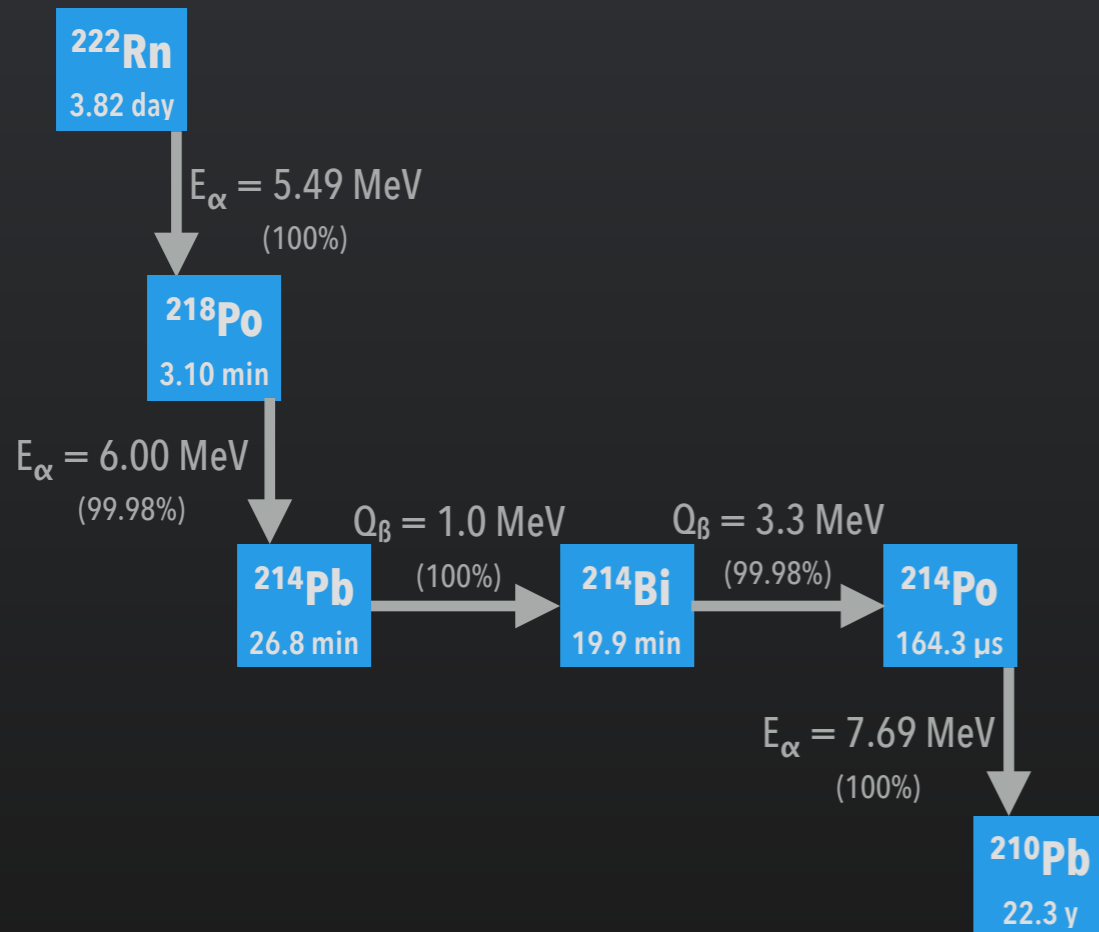 ²²²Rn
3.82 day
Eα = 5.49 MeV
(100%)
²¹⁸Po
3.10 min
Eα = 6.00 MeV
(99.98%)
Qß = 1.0 MeV
(100%)
Qß = 3.3 MeV
(99.98%)
²¹⁴Pb
26.8 min
²¹⁴Bi
19.9 min
²¹⁴Po
164.3 µs
Eα = 7.69 MeV
(100%)
²¹⁰Pb
22.3 y